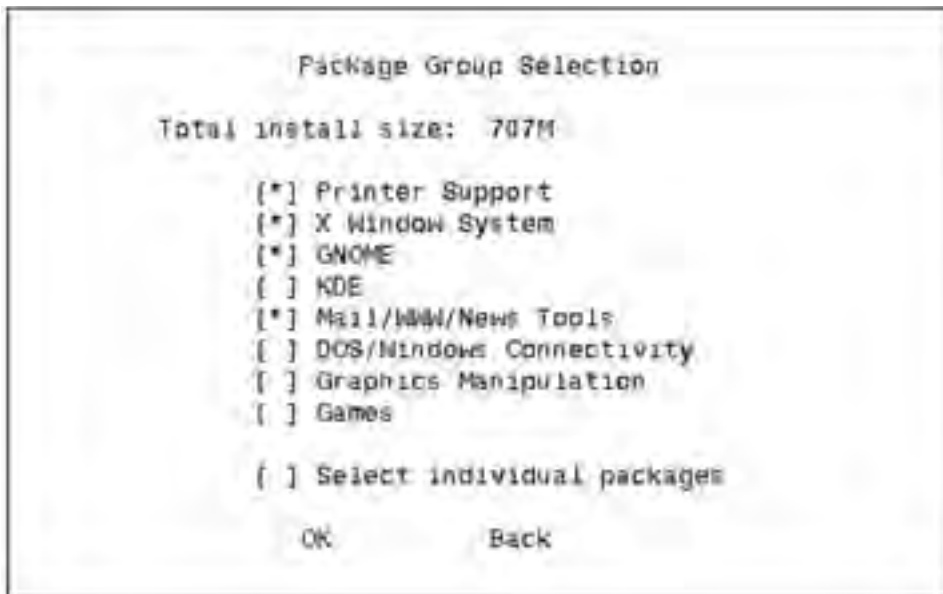 Package Group Selection
Total install size: 707M
[*] Printer Support
[*] X Window System
[*] GNOME
[ ] KDE
[*] Mail/WWW/News Tools
[ ] DOS/Windows Connectivity
[ ] Graphics Manipulation
[ ] Games
[ ] Select individual packages
OK Back